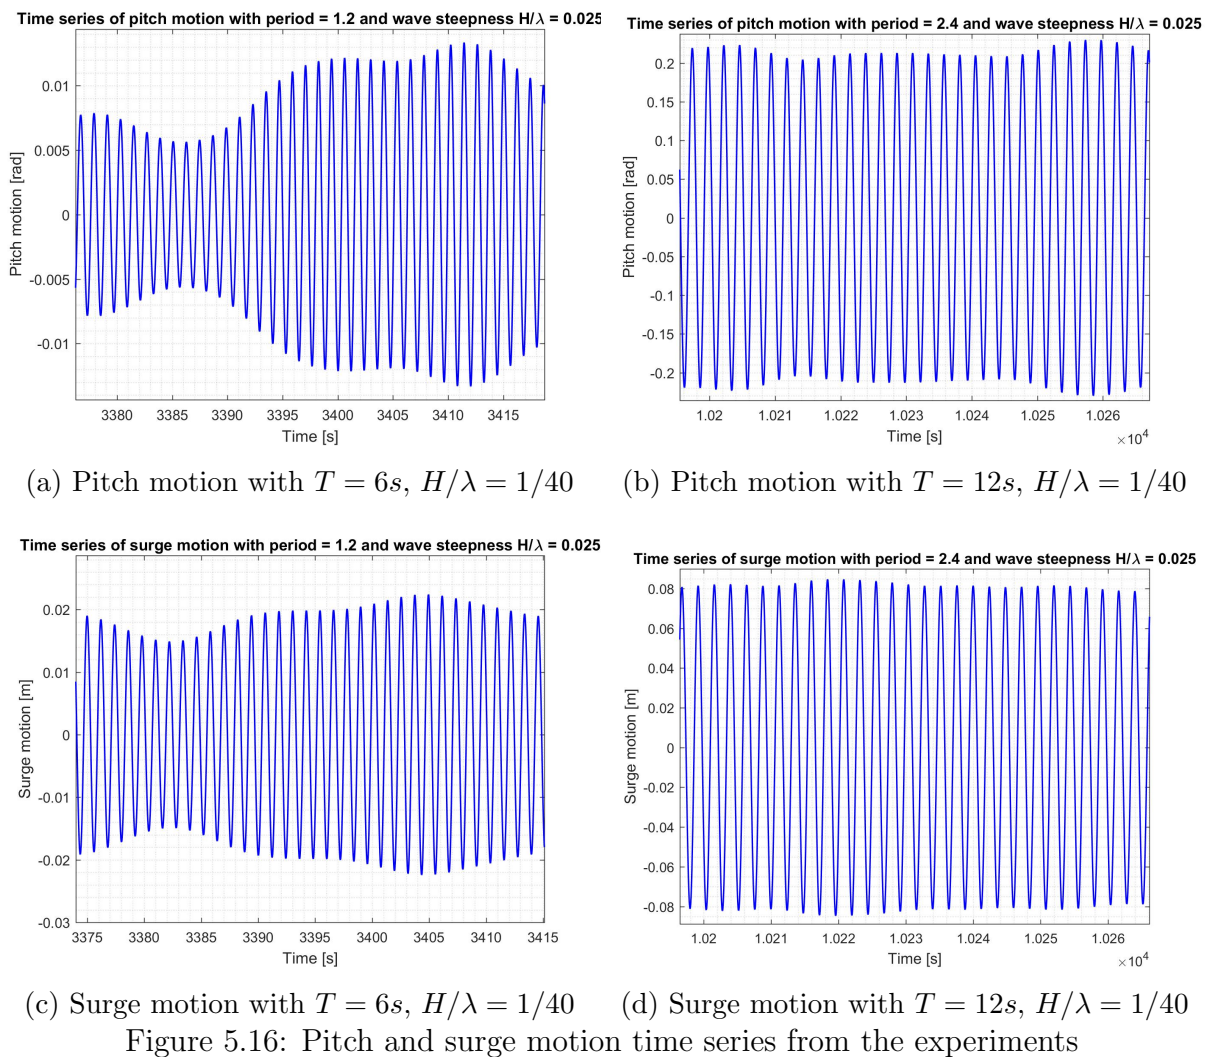 Time series of pitch motion with period = 1.2 and wave steepness H/λ = 0.025
0.01
0.005
0
-0.005
-0.01
Pitch motion [rad]
3380 3385 3390 3395 3400 3405 3410 3415
Time [s]
(a) Pitch motion with T = 6s, H/λ = 1/40
Time series of pitch motion with period = 2.4 and wave steepness H/λ = 0.025
0.2
0.15
0.1
0.05
0
-0.05
-0.1
-0.15
-0.2
Pitch motion [rad]
1.02 1.021 1.022 1.023 1.024 1.025 1.026
Time [s]
×10⁴
(b) Pitch motion with T = 12s, H/λ = 1/40
Time series of surge motion with period = 1.2 and wave steepness H/λ = 0.025
0.02
0.01
0
-0.01
-0.02
-0.03
Surge motion [m]
3375 3380 3385 3390 3395 3400 3405 3410 3415
Time [s]
(c) Surge motion with T = 6s, H/λ = 1/40
Time series of surge motion with period = 2.4 and wave steepness H/λ = 0.025
0.08
0.06
0.04
0.02
0
-0.02
-0.04
-0.06
-0.08
Surge motion [m]
1.02 1.021 1.022 1.023 1.024 1.025 1.026
Time [s]
×10⁴
(d) Surge motion with T = 12s, H/λ = 1/40
Figure 5.16: Pitch and surge motion time series from the experiments